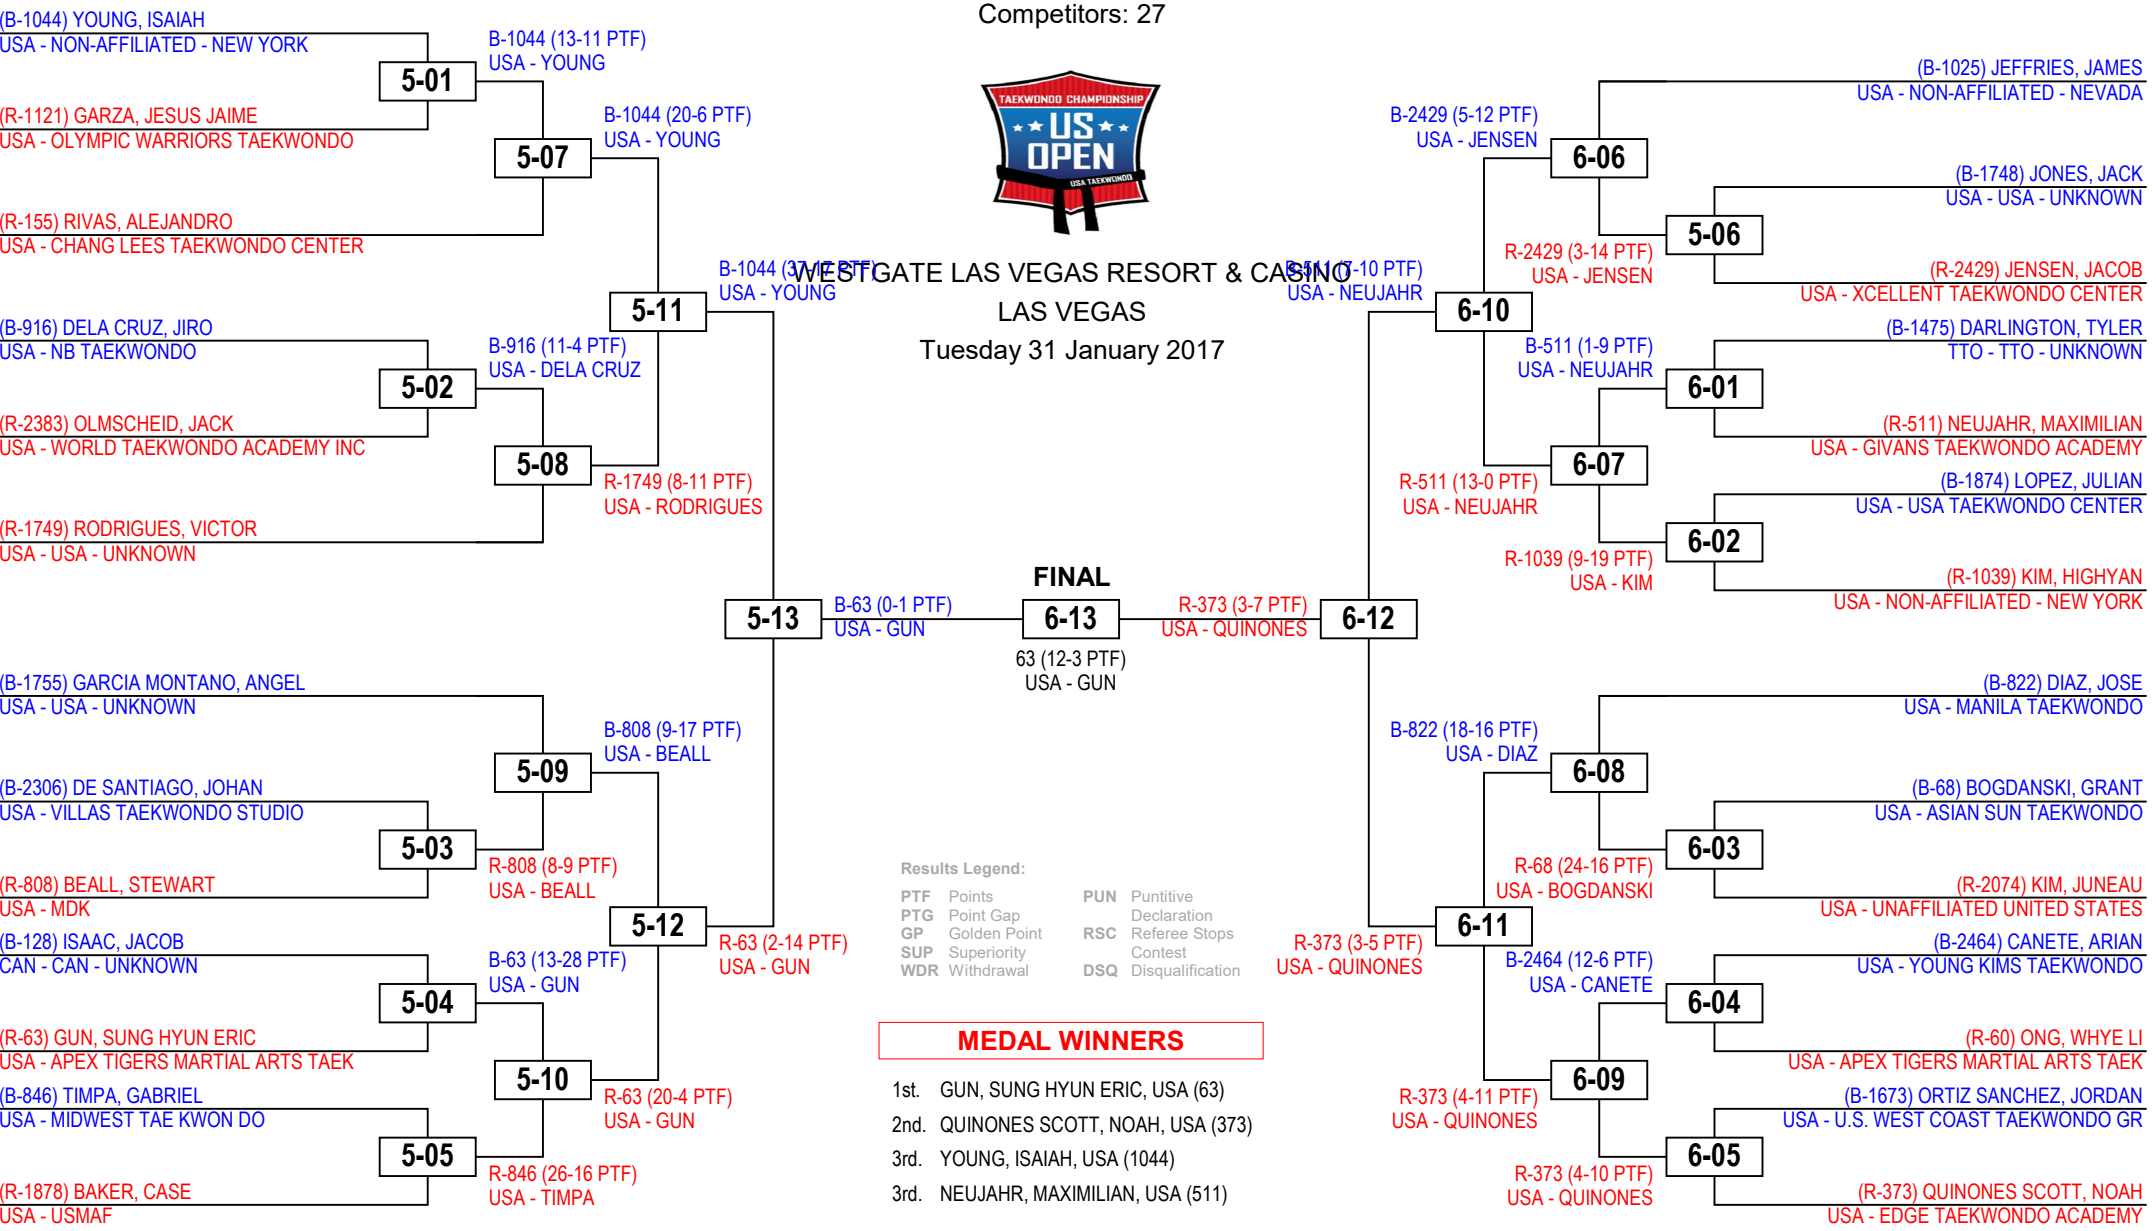 Competitors: 27
TAEKWONDO CHAMPIONSHIP
US
OPEN
USA TAEKWONDO
WESTGATE LAS VEGAS RESORT & CASINO
LAS VEGAS
Tuesday 31 January 2017
(B-1044) YOUNG, ISAIAH
USA - NON-AFFILIATED - NEW YORK
5-01
(R-1121) GARZA, JESUS JAIME
USA - OLYMPIC WARRIORS TAEKWONDO
B-1044 (13-11 PTF)
USA - YOUNG
5-07
(R-155) RIVAS, ALEJANDRO
USA - CHANG LEES TAEKWONDO CENTER
B-1044 (20-6 PTF)
USA - YOUNG
5-11
(B-916) DELA CRUZ, JIRO
USA - NB TAEKWONDO
5-02
(R-2383) OLMSCHEID, JACK
USA - WORLD TAEKWONDO ACADEMY INC
B-916 (11-4 PTF)
USA - DELA CRUZ
5-08
(R-1749) RODRIGUES, VICTOR
USA - USA - UNKNOWN
R-1749 (8-11 PTF)
USA - RODRIGUES
B-1044 (37-17 PTF)
USA - YOUNG
5-13
(B-1755) GARCIA MONTANO, ANGEL
USA - USA - UNKNOWN
5-09
(B-2306) DE SANTIAGO, JOHAN
USA - VILLAS TAEKWONDO STUDIO
5-03
(R-808) BEALL, STEWART
USA - MDK
R-808 (8-9 PTF)
USA - BEALL
B-808 (9-17 PTF)
USA - BEALL
5-12
(B-128) ISAAC, JACOB
CAN - CAN - UNKNOWN
5-04
(R-63) GUN, SUNG HYUN ERIC
USA - APEX TIGERS MARTIAL ARTS TAEK
B-63 (13-28 PTF)
USA - GUN
5-10
(B-846) TIMPA, GABRIEL
USA - MIDWEST TAE KWON DO
5-05
(R-1878) BAKER, CASE
USA - USMAF
R-846 (26-16 PTF)
USA - TIMPA
R-63 (20-4 PTF)
USA - GUN
R-63 (2-14 PTF)
USA - GUN
B-63 (0-1 PTF)
USA - GUN
FINAL
6-13
63 (12-3 PTF)
USA - GUN
R-373 (3-7 PTF)
USA - QUINONES
6-12
(B-1025) JEFFRIES, JAMES
USA - NON-AFFILIATED - NEVADA
B-2429 (5-12 PTF)
USA - JENSEN
6-06
(B-1748) JONES, JACK
USA - USA - UNKNOWN
5-06
R-2429 (3-14 PTF)
USA - JENSEN
(R-2429) JENSEN, JACOB
USA - XCELLENT TAEKWONDO CENTER
B-511 (7-10 PTF)
USA - NEUJAHR
6-10
(B-1475) DARLINGTON, TYLER
TTO - TTO - UNKNOWN
B-511 (1-9 PTF)
USA - NEUJAHR
6-01
(R-511) NEUJAHR, MAXIMILIAN
USA - GIVANS TAEKWONDO ACADEMY
6-07
R-511 (13-0 PTF)
USA - NEUJAHR
(B-1874) LOPEZ, JULIAN
USA - USA TAEKWONDO CENTER
6-02
R-1039 (9-19 PTF)
USA - KIM
(R-1039) KIM, HIGHYAN
USA - NON-AFFILIATED - NEW YORK
(B-822) DIAZ, JOSE
USA - MANILA TAEKWONDO
B-822 (18-16 PTF)
USA - DIAZ
6-08
(B-68) BOGDANSKI, GRANT
USA - ASIAN SUN TAEKWONDO
6-03
R-68 (24-16 PTF)
USA - BOGDANSKI
(R-2074) KIM, JUNEAU
USA - UNAFFILIATED UNITED STATES
6-11
R-373 (3-5 PTF)
USA - QUINONES
(B-2464) CANETE, ARIAN
USA - YOUNG KIMS TAEKWONDO
B-2464 (12-6 PTF)
USA - CANETE
6-04
(R-60) ONG, WHYE LI
USA - APEX TIGERS MARTIAL ARTS TAEK
6-09
R-373 (4-11 PTF)
USA - QUINONES
(B-1673) ORTIZ SANCHEZ, JORDAN
USA - U.S. WEST COAST TAEKWONDO GR
6-05
R-373 (4-10 PTF)
USA - QUINONES
(R-373) QUINONES SCOTT, NOAH
USA - EDGE TAEKWONDO ACADEMY
Results Legend:
PTF Points
PTG Point Gap
GP Golden Point
SUP Superiority
WDR Withdrawal
PUN Puntitive
Declaration
RSC Referee Stops
Contest
DSQ Disqualification
MEDAL WINNERS
1st. GUN, SUNG HYUN ERIC, USA (63)
2nd. QUINONES SCOTT, NOAH, USA (373)
3rd. YOUNG, ISAIAH, USA (1044)
3rd. NEUJAHR, MAXIMILIAN, USA (511)